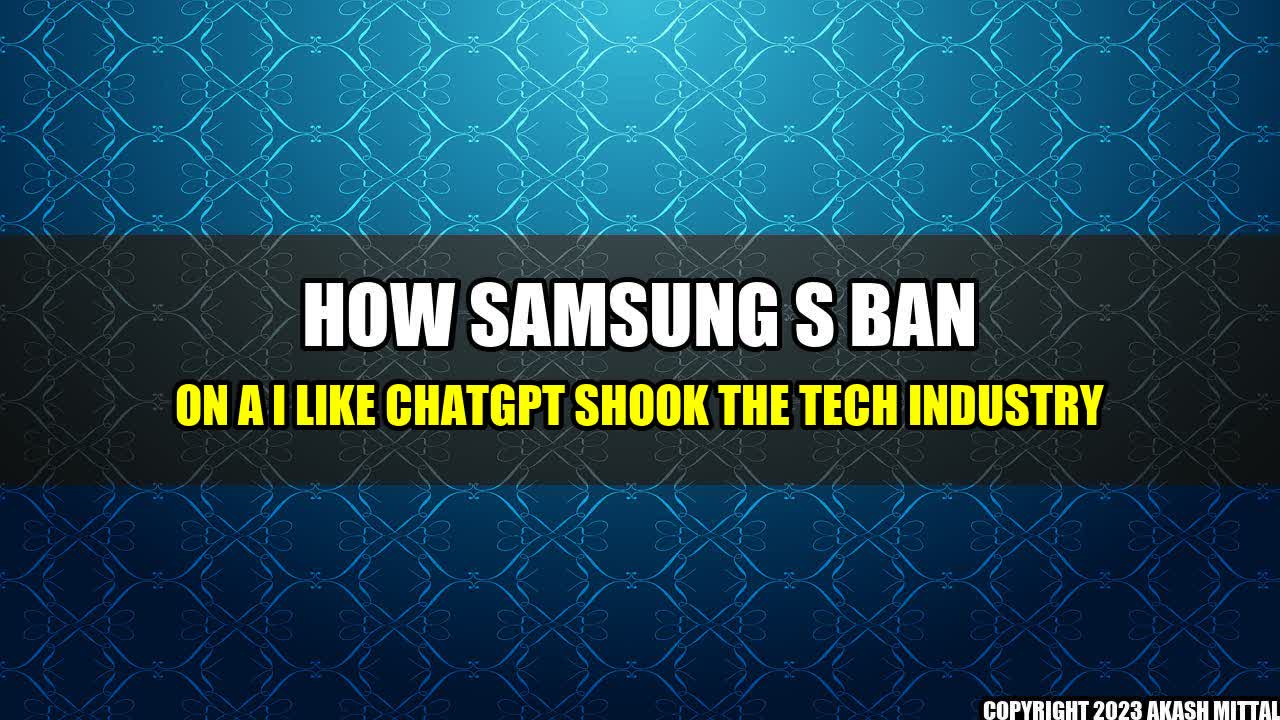 HOW SAMSUNG S BAN
ON A I LIKE CHATGPT SHOOK THE TECH INDUSTRY
COPYRIGHT 2023 AKASH MITTAL